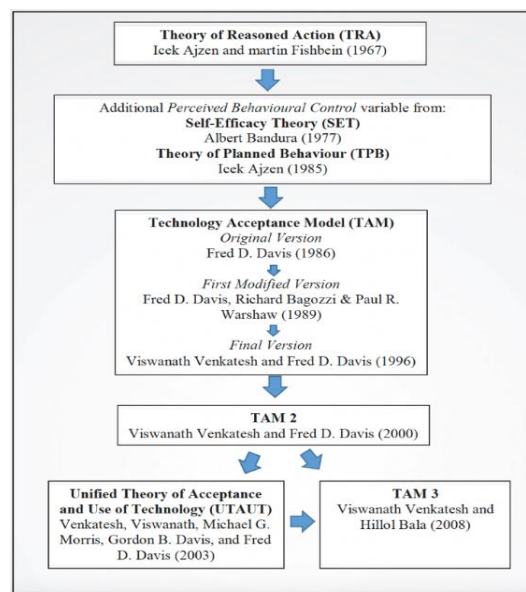 Theory of Reasoned Action (TRA)
Icek Ajzen and martin Fishbein (1967)
Additional Perceived Behavioural Control variable from:
Self-Efficacy Theory (SET)
Albert Bandura (1977)
Theory of Planned Behaviour (TPB)
Icek Ajzen (1985)
Technology Acceptance Model (TAM)
Original Version
Fred D. Davis (1986)
First Modified Version
Fred D. Davis, Richard Bagozzi & Paul R.
Warshaw (1989)
Final Version
Viswanath Venkatesh and Fred D. Davis (1996)
TAM 2
Viswanath Venkatesh and Fred D. Davis (2000)
Unified Theory of Acceptance
and Use of Technology (UTAUT)
Venkatesh, Viswanath, Michael G.
Morris, Gordon B. Davis, and Fred
D. Davis (2003)
TAM 3
Viswanath Venkatesh and
Hillol Bala (2008)